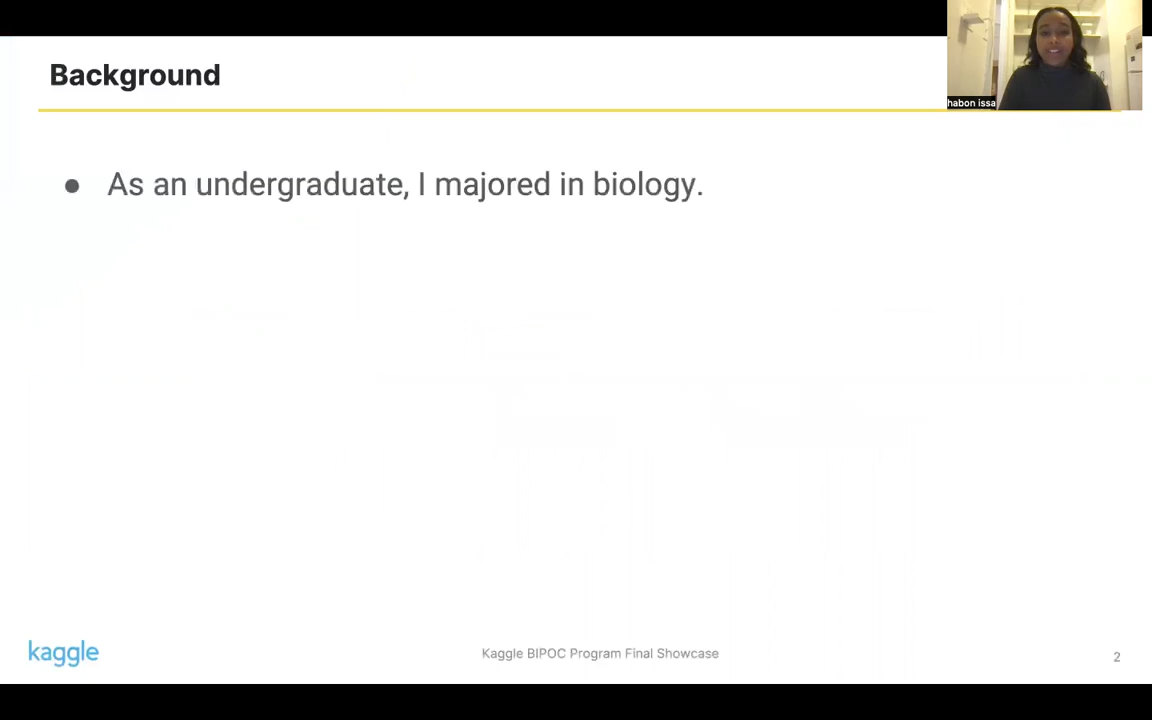 Background
habon issa
● As an undergraduate, I majored in biology.
kaggle
Kaggle BIPOC Program Final Showcase
2